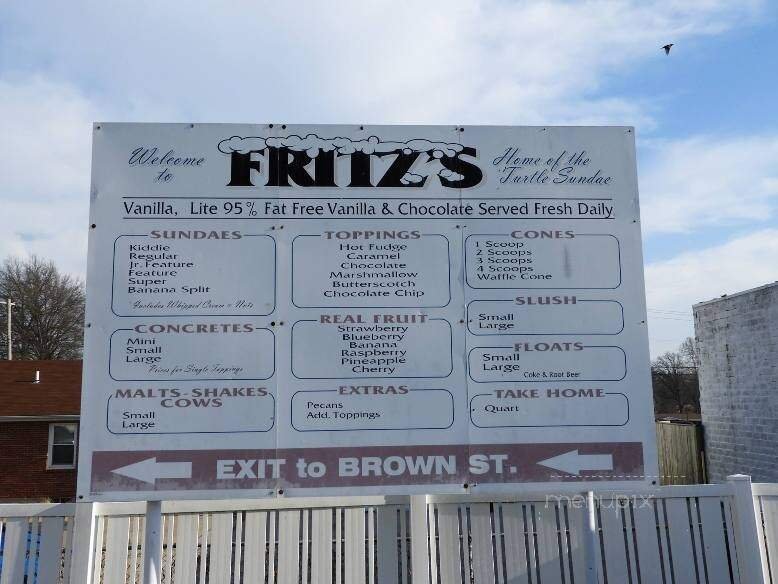 Welcome to
FRITZ'S
Home of the
Turtle Sundae
Vanilla, Lite 95% Fat Free Vanilla & Chocolate Served Fresh Daily
SUNDAES
Kiddie
Regular
Jr. Feature
Feature
Super
Banana Split
Includes Whipped Cream & Nuts
CONCRETES
Mini
Small
Large
Prices for Single Toppings
MALTS-SHAKES
COWS
Small
Large
TOPPINGS
Hot Fudge
Caramel
Chocolate
Marshmallow
Butterscotch
Chocolate Chip
REAL FRUIT
Strawberry
Blueberry
Banana
Raspberry
Pineapple
Cherry
EXTRAS
Pecans
Add. Toppings
CONES
1 Scoop
2 Scoops
3 Scoops
4 Scoops
Waffle Cone
SLUSH
Small
Large
FLOATS
Small
Large
Coke & Root Beer
TAKE HOME
Quart
EXIT to BROWN ST.
menupix